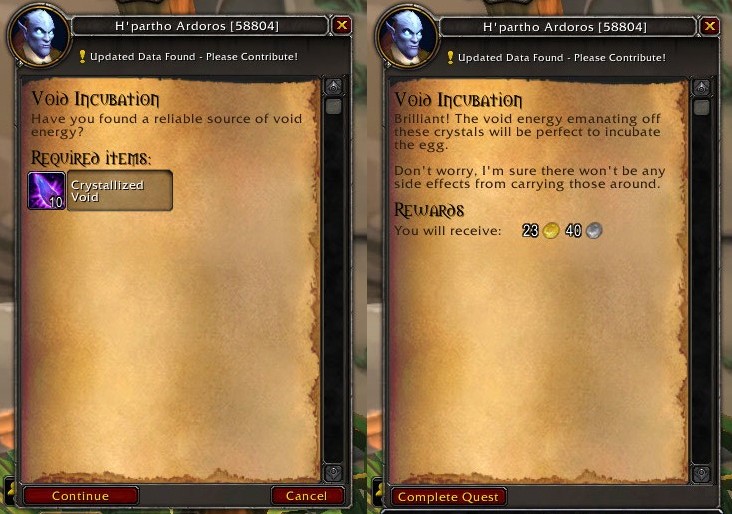 H'partho Ardoros [58804]
Updated Data Found - Please Contribute!
Void Incubation
Have you found a reliable source of void
energy?
Required items:
10
Crystallized
Void
Continue
Cancel
H'partho Ardoros [58804]
Updated Data Found - Please Contribute!
Void Incubation
Brilliant! The void energy emanating off
these crystals will be perfect to incubate
the egg.
Don't worry, I'm sure there won't be any
side effects from carrying those around.
Rewards
You will receive: 23 40
Complete Quest